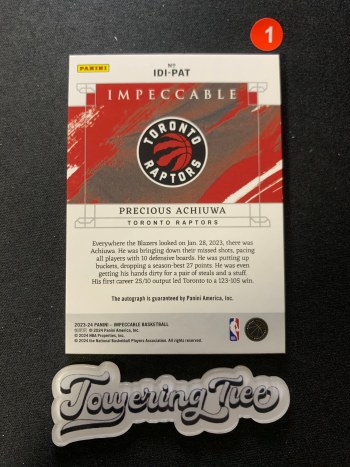 1
PANINI
Nº
IDI-PAT
IMPECCABLE
TORONTO
RAPTORS
PRECIOUS ACHIUWA
TORONTO RAPTORS
Everywhere the Blazers looked on Jan. 28, 2023, there was
Achiuwa. He was bringing down their missed shots, pacing
all players with 10 defensive boards. He was putting up
buckets, dropping a season-best 27 points. He was even
getting his hands dirty for a pair of steals and a stuff.
His first career 25/10 output led Toronto to a 123-105 win.
The autograph is guaranteed by Panini America, Inc.
2023-24 PANINI - IMPECCABLE BASKETBALL
© 2024 Panini America, Inc.
© 2024 NBA Properties, Inc.
© 2024 the National Basketball Players Association. All rights reserved.
NBA
Towering Tree